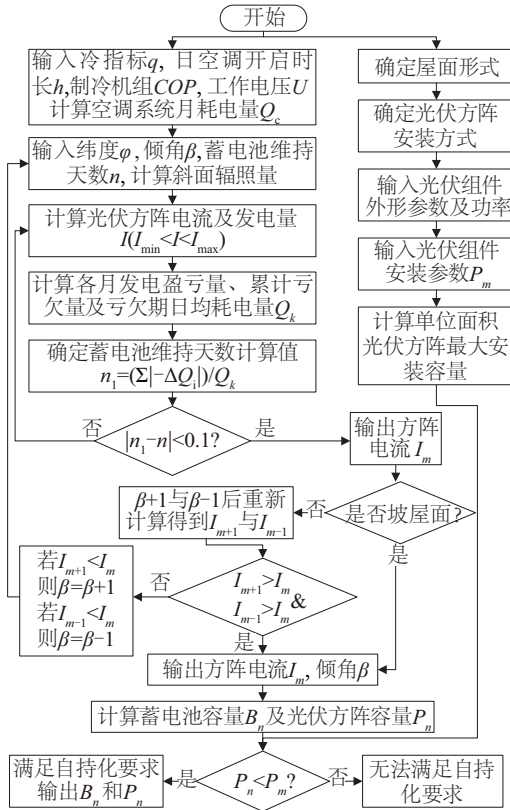 开始
输入冷指标q, 日空调开启时
长h,制冷机组COP, 工作电压U
计算空调系统月耗电量Qc
输入纬度φ, 倾角β,蓄电池维持
天数n, 计算斜面辐照量
计算光伏方阵电流及发电量
I(Imin<I<Imax)
计算各月发电盈亏量、累计亏
欠量及亏欠期日均耗电量Qk
确定蓄电池维持天数计算值
n1=(Σ|−ΔQi|)/Qk
否
|n1−n|<0.1?
是
输出方阵
电流 Im
确定屋面形式
确定光伏方阵
安装方式
输入光伏组件
外形参数及功率
输入光伏组件
安装参数Pm
计算单位面积
光伏方阵最大安
装容量
β+1与β−1后重新
计算得到Im+1与Im−1
否
是否坡屋面?
是
若Im+1<Im
则β=β+1
若Im−1<Im
则β=β−1
否
Im+1>Im
&
Im−1>Im
是
输出方阵电流Im, 倾角β
计算蓄电池容量Bn及光伏方阵容量Pn
满足自持化要求
输出Bn和Pn
是
Pn<Pm?
否
无法满足自持
化要求